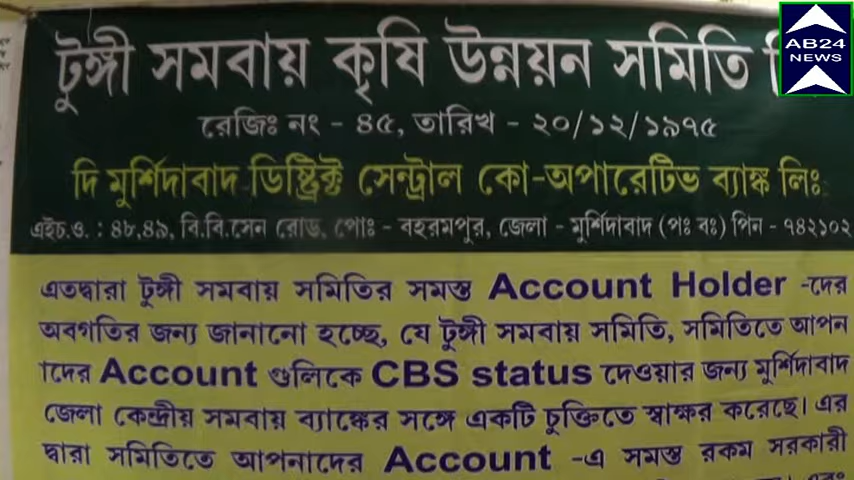 টুঙ্গী সমবায় কৃষি উন্নয়ন সমিতি
AB24
NEWS
রেজিঃ নং - ৪৫, তারিখ - ২০/১২/১৯৭৫
দি মুর্শিদাবাদ ডিষ্ট্রিক্ট সেন্ট্রাল কো-অপারেটিভ ব্যাঙ্ক লিঃ
এইচ.ও. : ৪৮,৪৯, বি.বি.সেন রোড, পোঃ - বহরমপুর, জেলা - মুর্শিদাবাদ (পঃ বঃ) পিন - ৭৪২১০২
এতদ্বারা টুঙ্গী সমবায় সমিতির সমস্ত Account Holder -দের
অবগতির জন্য জানানো হচ্ছে, যে টুঙ্গী সমবায় সমিতি, সমিতিতে আপন
াদের Account গুলিকে CBS status দেওয়ার জন্য মুর্শিদাবাদ
জেলা কেন্দ্রীয় সমবায় ব্যাঙ্কের সঙ্গে একটি চুক্তিতে স্বাক্ষর করেছে। এর
দ্বারা সমিতিতে আপনাদের Account -এ সমস্ত রকম সরকারী